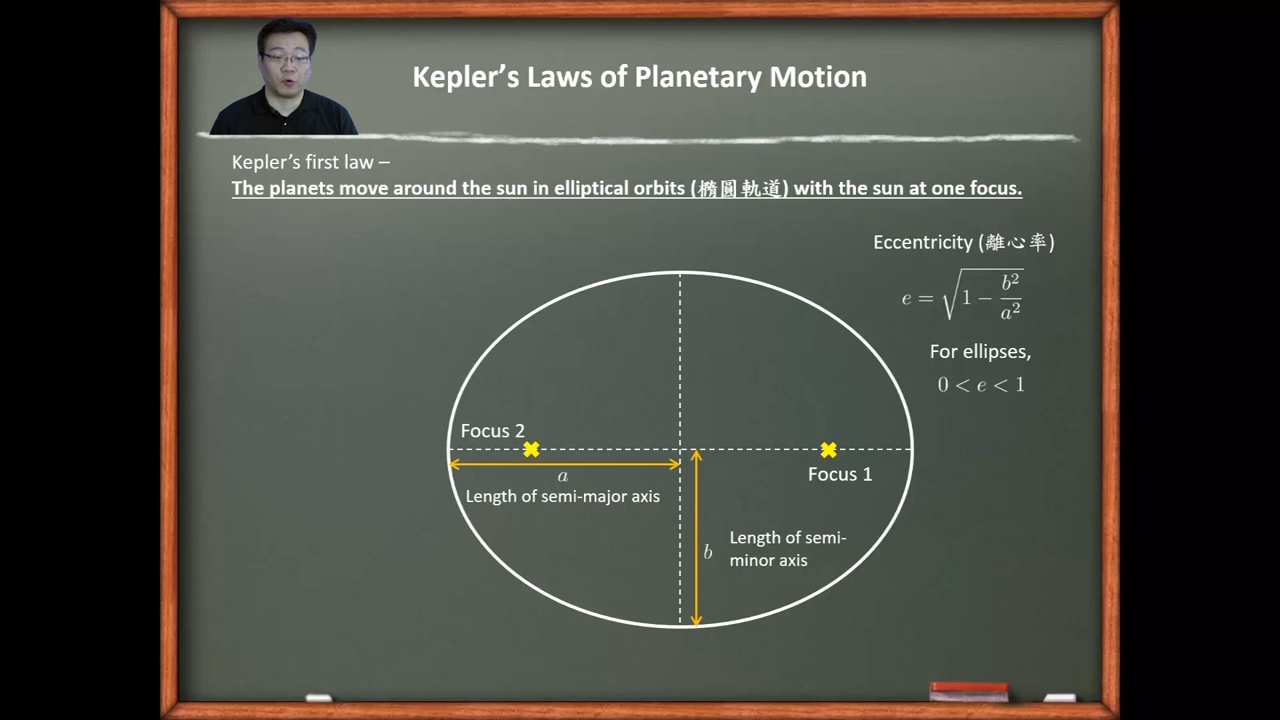 Kepler’s Laws of Planetary Motion
Kepler’s first law –
The planets move around the sun in elliptical orbits (橢圓軌道) with the sun at one focus.
Eccentricity (離心率)
e = √(1 − b²/a²)
For ellipses,
0 < e < 1
Focus 2
Focus 1
a
Length of semi-major axis
b
Length of semi-
minor axis